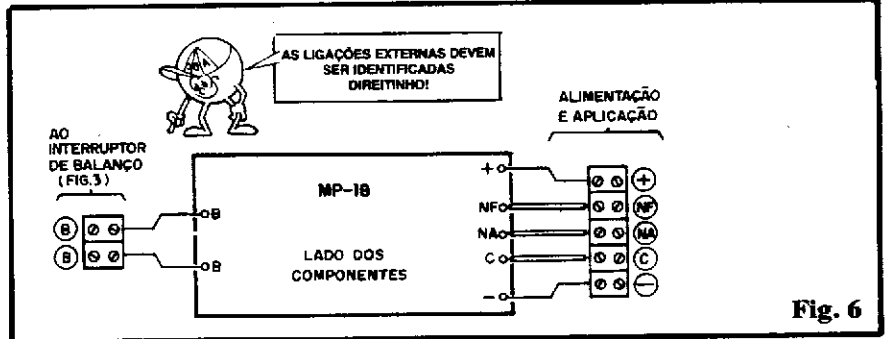 AS LIGAÇÕES EXTERNAS DEVEM
SER IDENTIFICADAS
DIREITINHO!
AO
INTERRUPTOR
DE BALANÇO
(FIG.3)
B
B
B
B
MP-18
LADO DOS
COMPONENTES
ALIMENTAÇÃO
E APLICAÇÃO
+ +
NF NF
NA NA
C C
− −
Fig. 6